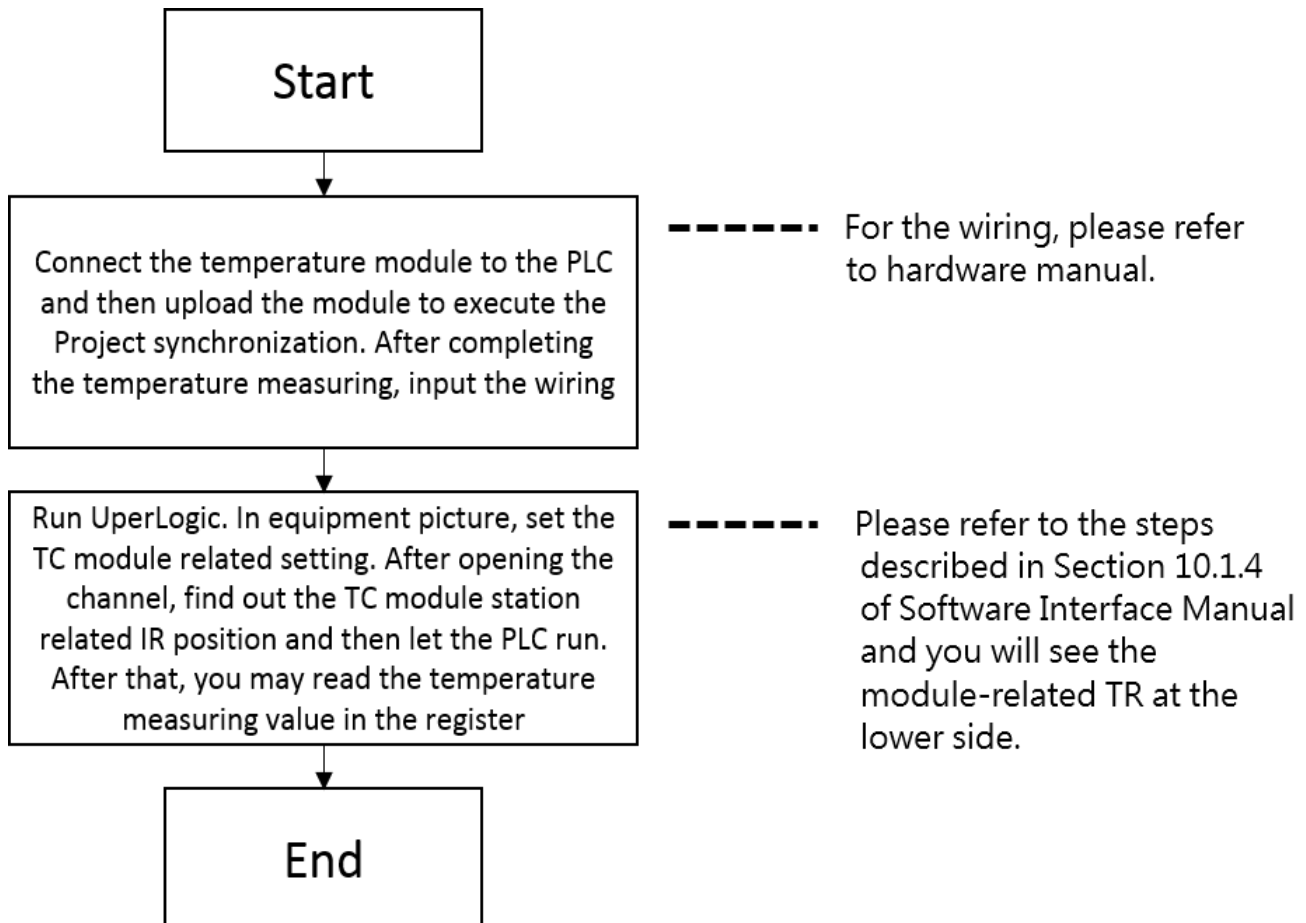 Start
Connect the temperature module to the PLC
and then upload the module to execute the
Project synchronization. After completing
the temperature measuring, input the wiring
For the wiring, please refer
to hardware manual.
Run UperLogic. In equipment picture, set the
TC module related setting. After opening the
channel, find out the TC module station
related IR position and then let the PLC run.
After that, you may read the temperature
measuring value in the register
Please refer to the steps
described in Section 10.1.4
of Software Interface Manual
and you will see the
module-related TR at the
lower side.
End